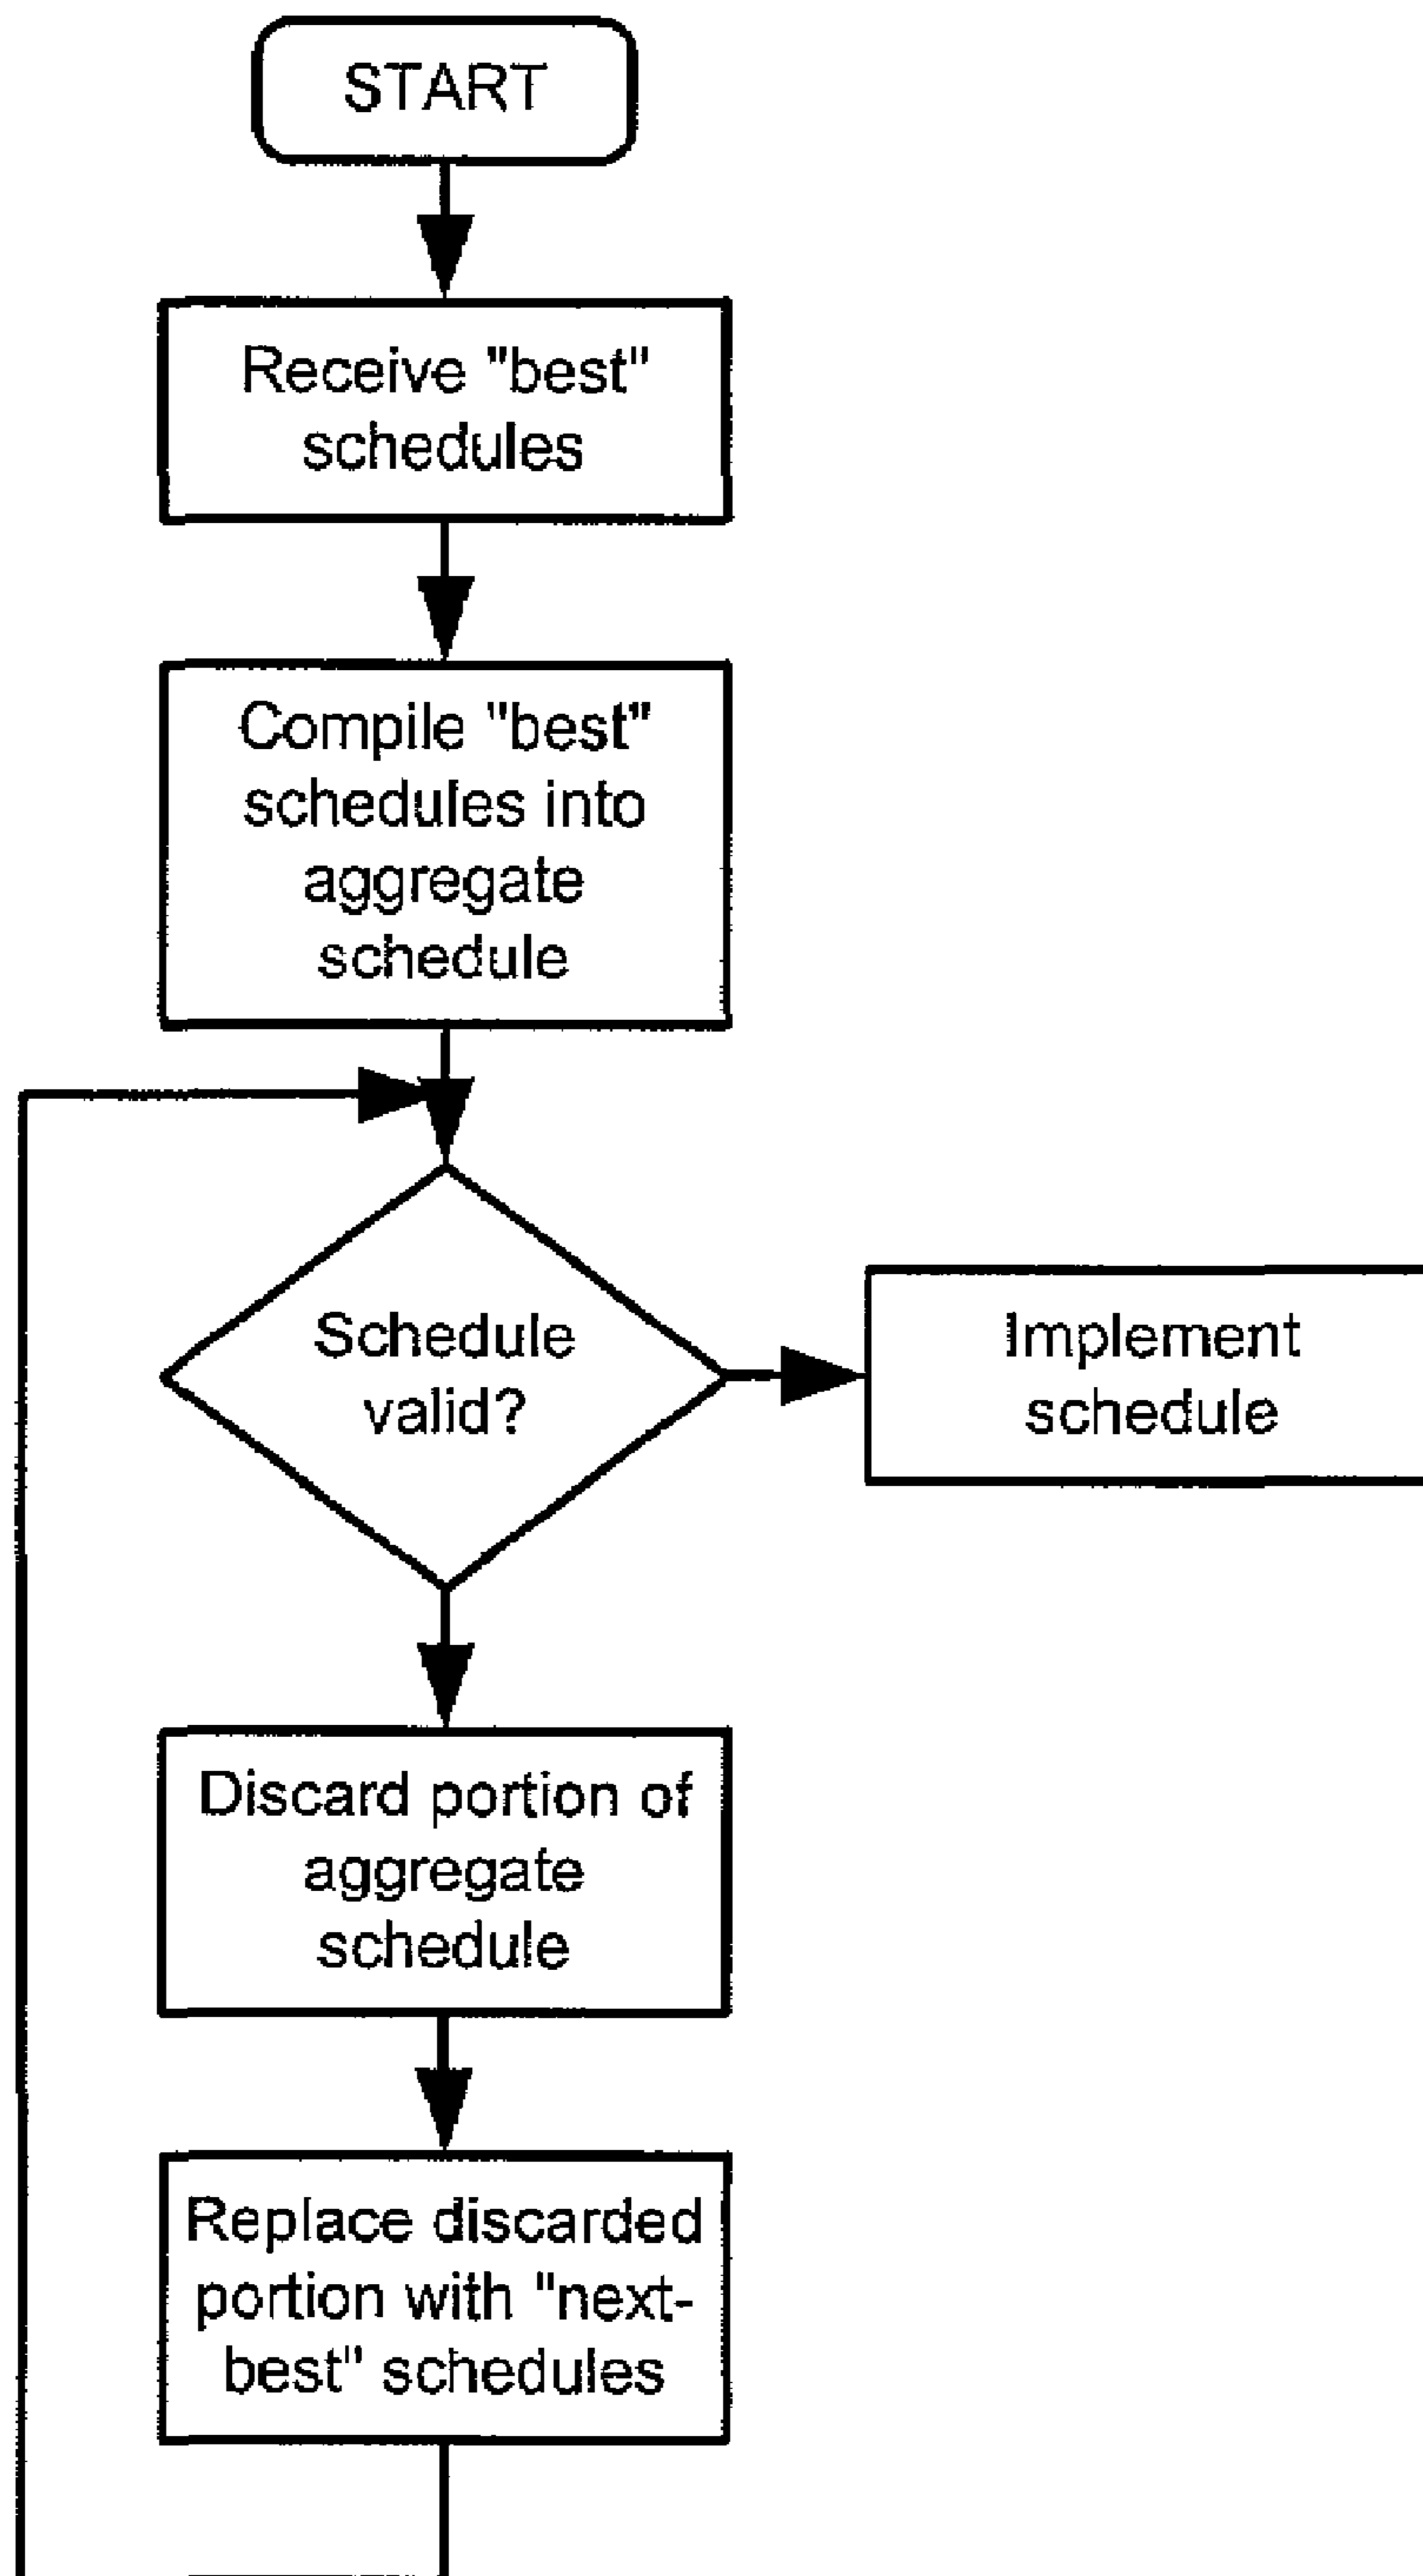 START
Receive "best"
schedules
Compile "best"
schedules into
aggregate
schedule
Schedule
valid?
Implement
schedule
Discard portion of
aggregate
schedule
Replace discarded
portion with "next-
best" schedules